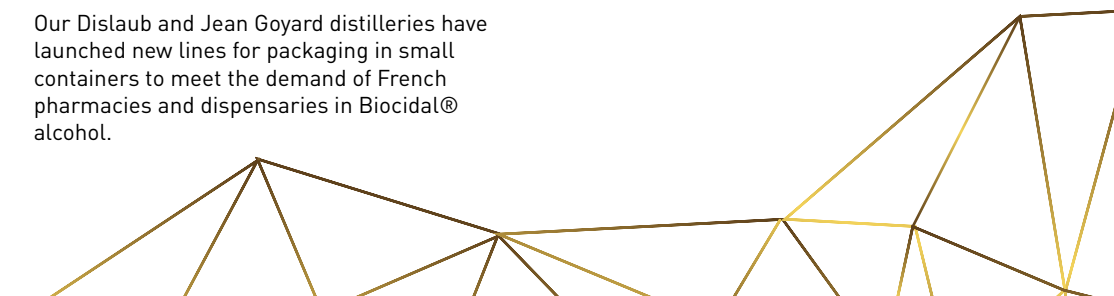 Our Dislaub and Jean Goyard distilleries have
launched new lines for packaging in small
containers to meet the demand of French
pharmacies and dispensaries in Biocidal®
alcohol.